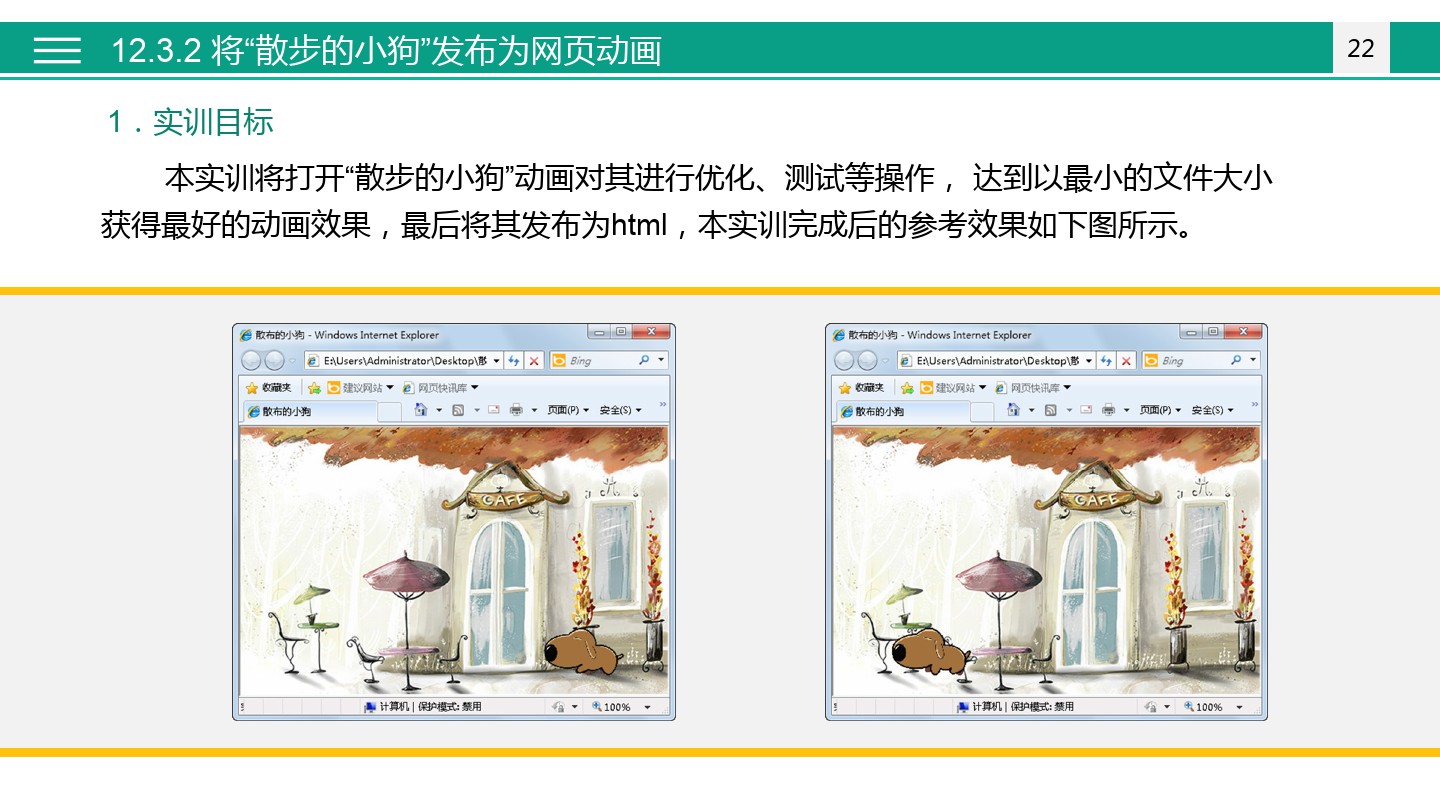 12.3.2 将“散步的小狗”发布为网页动画
22
1．实训目标
本实训将打开“散步的小狗”动画对其进行优化、测试等操作， 达到以最小的文件大小
获得最好的动画效果，最后将其发布为html，本实训完成后的参考效果如下图所示。
散布的小狗 - Windows Internet Explorer
E:\Users\Administrator\Desktop\散
Bing
收藏夹
建议网站
网页快讯库
散布的小狗
页面(P)
安全(S)
CAFE
计算机 | 保护模式: 禁用
100%
散布的小狗 - Windows Internet Explorer
E:\Users\Administrator\Desktop\散
Bing
收藏夹
建议网站
网页快讯库
散布的小狗
页面(P)
安全(S)
CAFE
计算机 | 保护模式: 禁用
100%